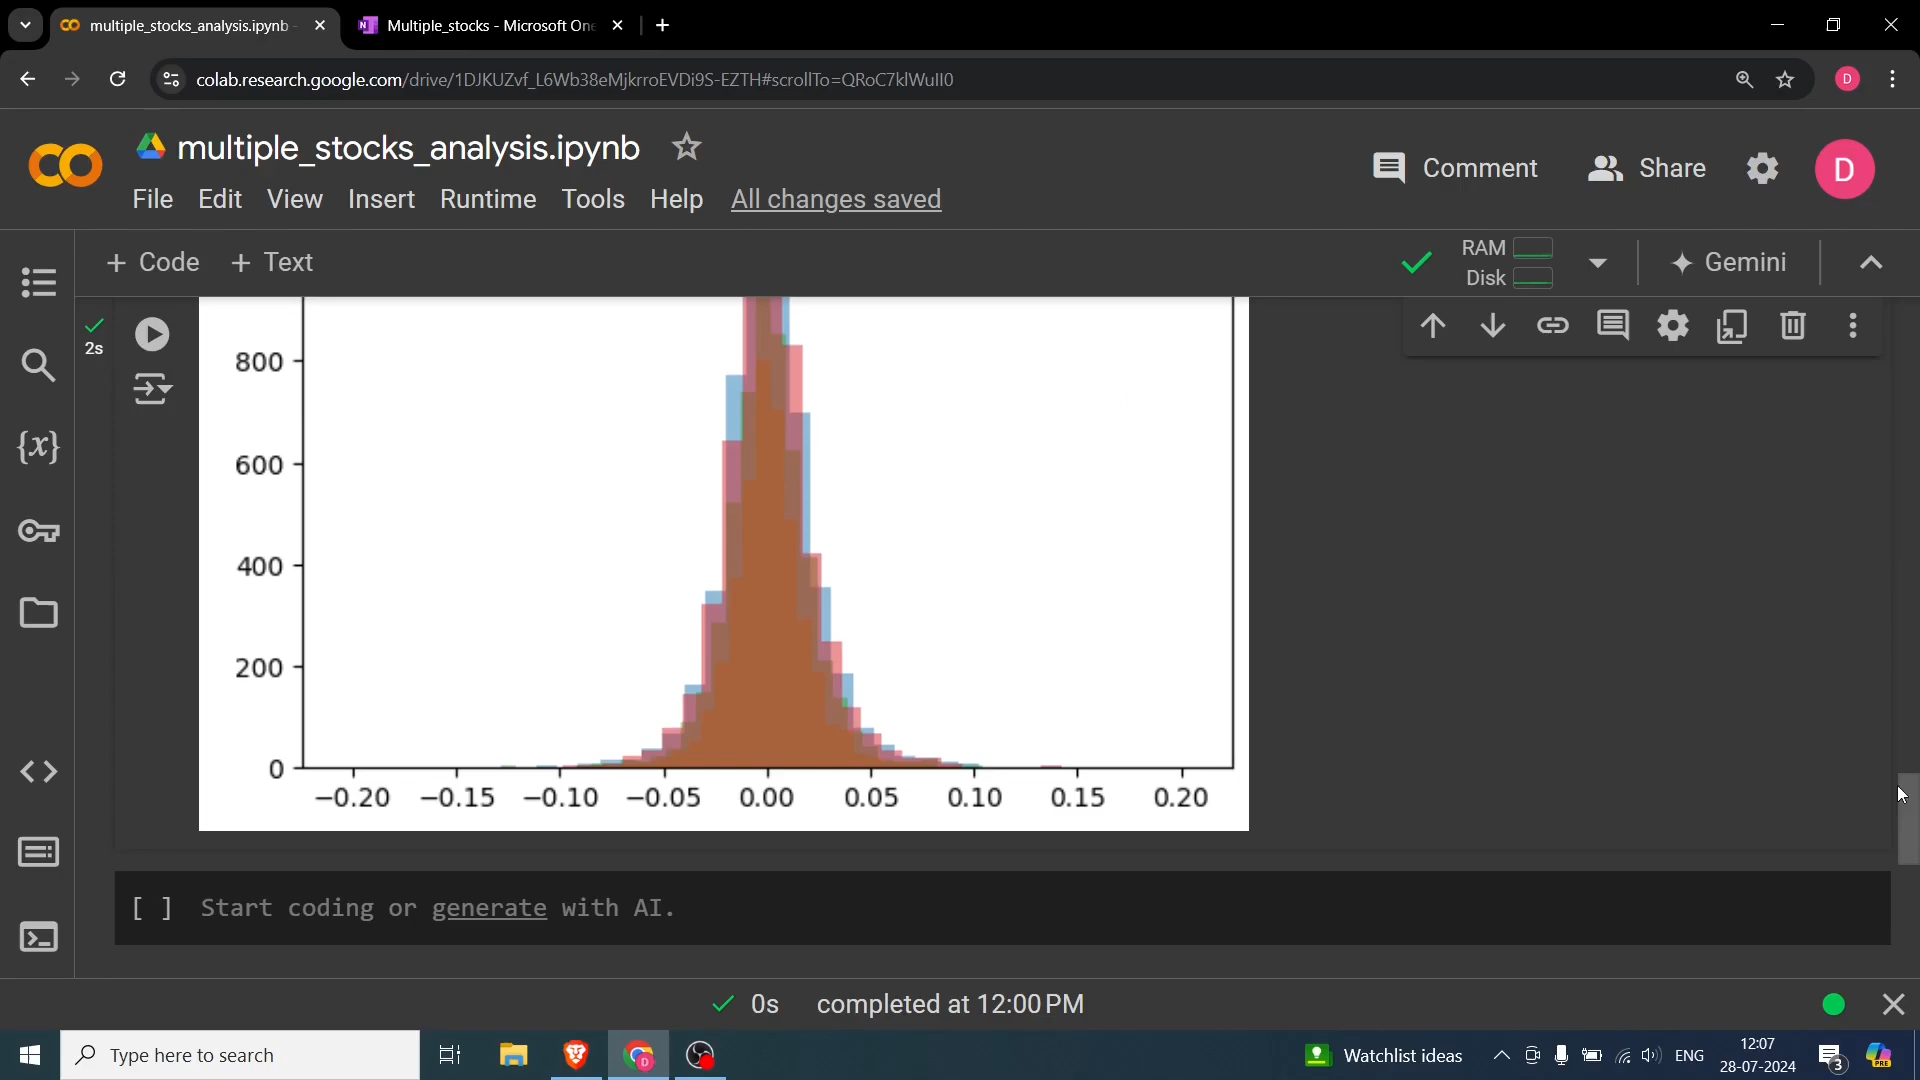 multiple_stocks_analysis.ipynb -
Multiple_stocks - Microsoft One
colab.research.google.com/drive/1DJKUZvf_L6Wb38eMjkrroEVDi9S-EZTH#scrollTo=QRoC7klWuII0
D
multiple_stocks_analysis.ipynb
Comment
Share
D
File Edit View Insert Runtime Tools Help All changes saved
+ Code + Text
RAM
Disk
Gemini
2s
{x}
800
600
400
200
0
−0.20 −0.15 −0.10 −0.05 0.00 0.05 0.10 0.15 0.20
[ ] Start coding or generate with AI.
0s completed at 12:00 PM
Type here to search
D
Watchlist ideas
ENG
12:07
28-07-2024
3
PRE